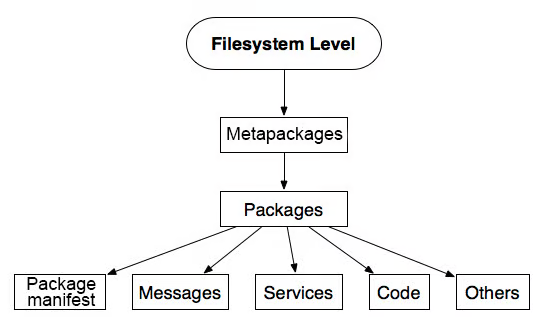 Filesystem Level
Metapackages
Packages
Package
manifest
Messages
Services
Code
Others